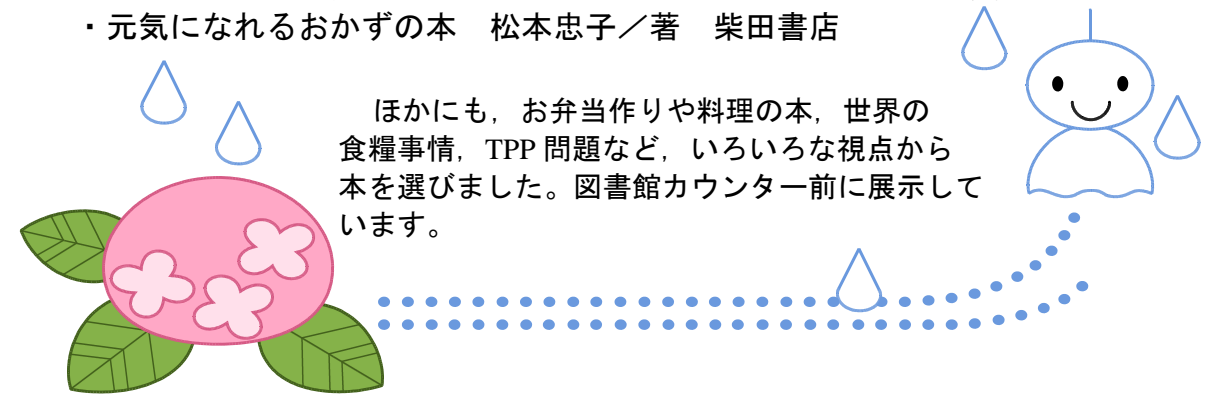 ・元気になれるおかずの本　松本忠子／著　柴田書店
ほかにも，お弁当作りや料理の本，世界の
食糧事情，TPP 問題など，いろいろな視点から
本を選びました。図書館カウンター前に展示して
います。